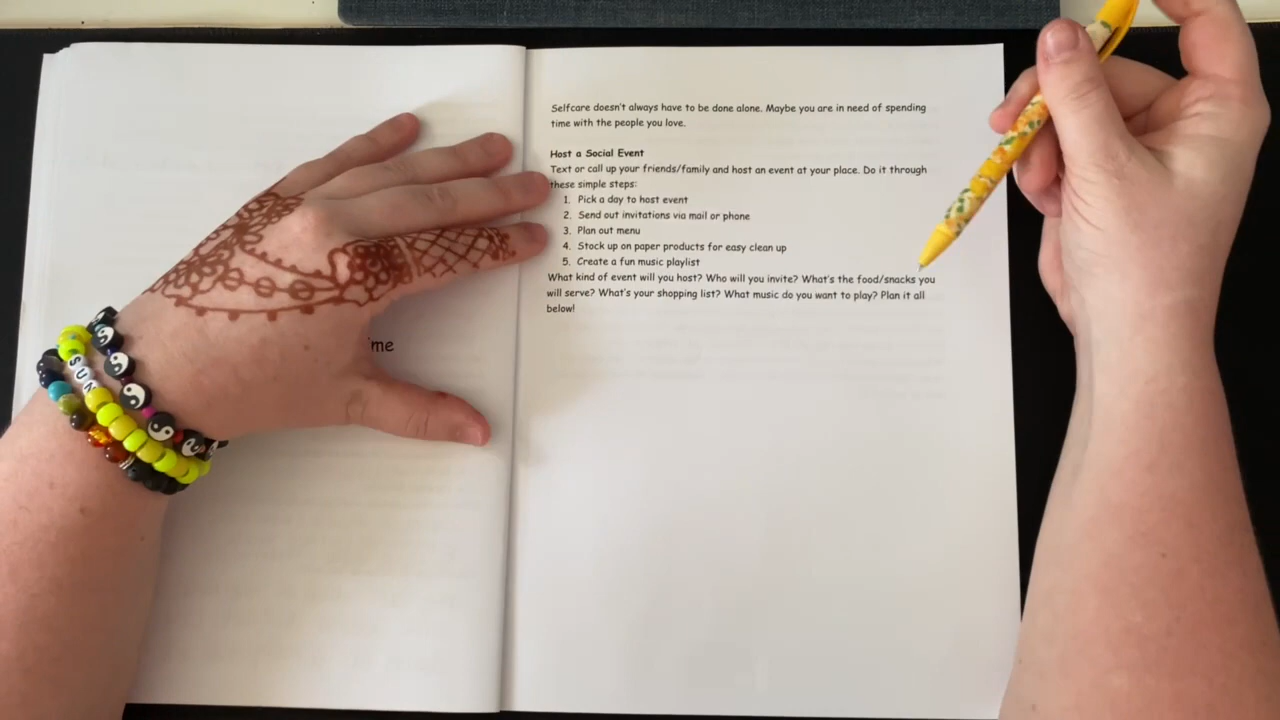 me
SUN
Selfcare doesn't always have to be done alone. Maybe you are in need of spending
time with the people you love.
Host a Social Event
Text or call up your friends/family and host an event at your place. Do it through
these simple steps:
1. Pick a day to host event
2. Send out invitations via mail or phone
3. Plan out menu
4. Stock up on paper products for easy clean up
5. Create a fun music playlist
What kind of event will you host? Who will you invite? What's the food/snacks you
will serve? What's your shopping list? What music do you want to play? Plan it all
below!